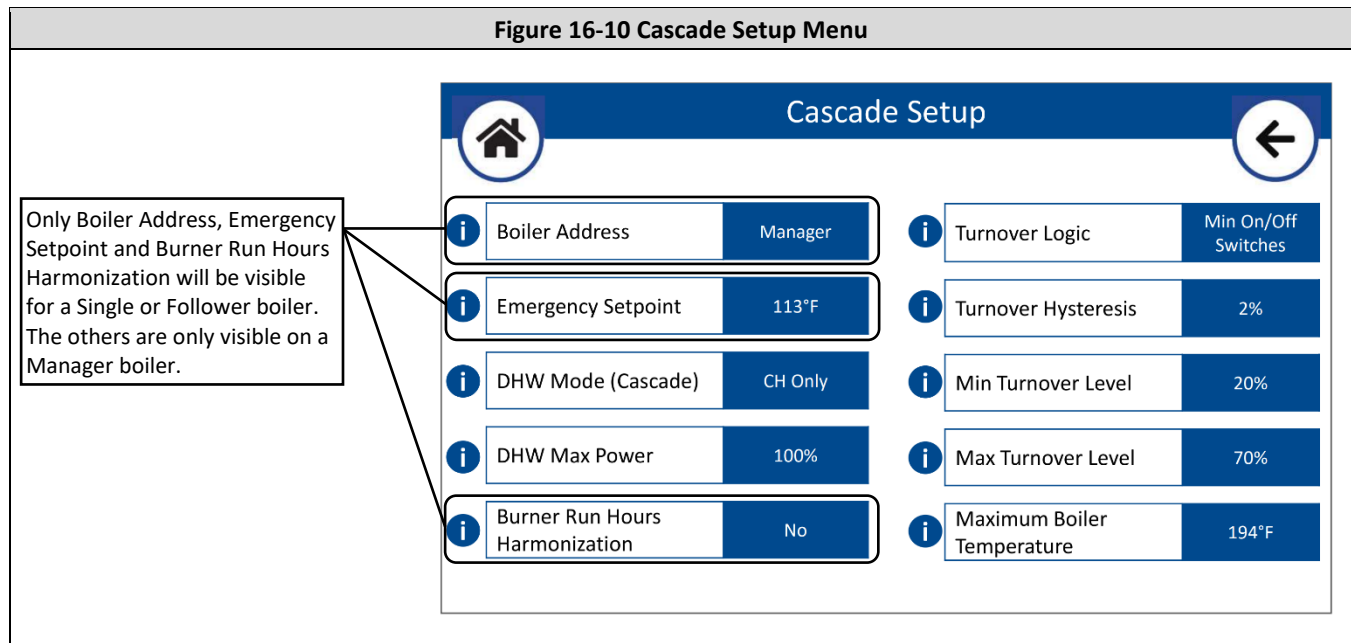 Figure 16-10 Cascade Setup Menu
Cascade Setup
Only Boiler Address, Emergency
Setpoint and Burner Run Hours
Harmonization will be visible
for a Single or Follower boiler.
The others are only visible on a
Manager boiler.
i Boiler Address Manager
i Emergency Setpoint 113°F
i DHW Mode (Cascade) CH Only
i DHW Max Power 100%
i Burner Run Hours
Harmonization No
i Turnover Logic Min On/Off
Switches
i Turnover Hysteresis 2%
i Min Turnover Level 20%
i Max Turnover Level 70%
i Maximum Boiler
Temperature 194°F